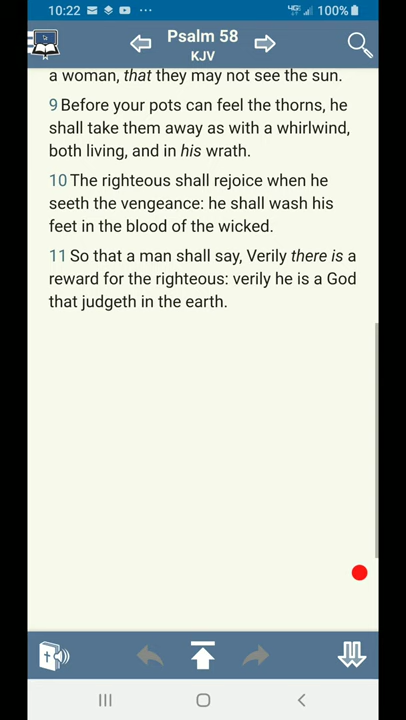 10:22 ... 4G 100%
Psalm 58
KJV
a woman, that they may not see the sun.
9 Before your pots can feel the thorns, he
shall take them away as with a whirlwind,
both living, and in his wrath.
10 The righteous shall rejoice when he
seeth the vengeance: he shall wash his
feet in the blood of the wicked.
11 So that a man shall say, Verily there is a
reward for the righteous: verily he is a God
that judgeth in the earth.